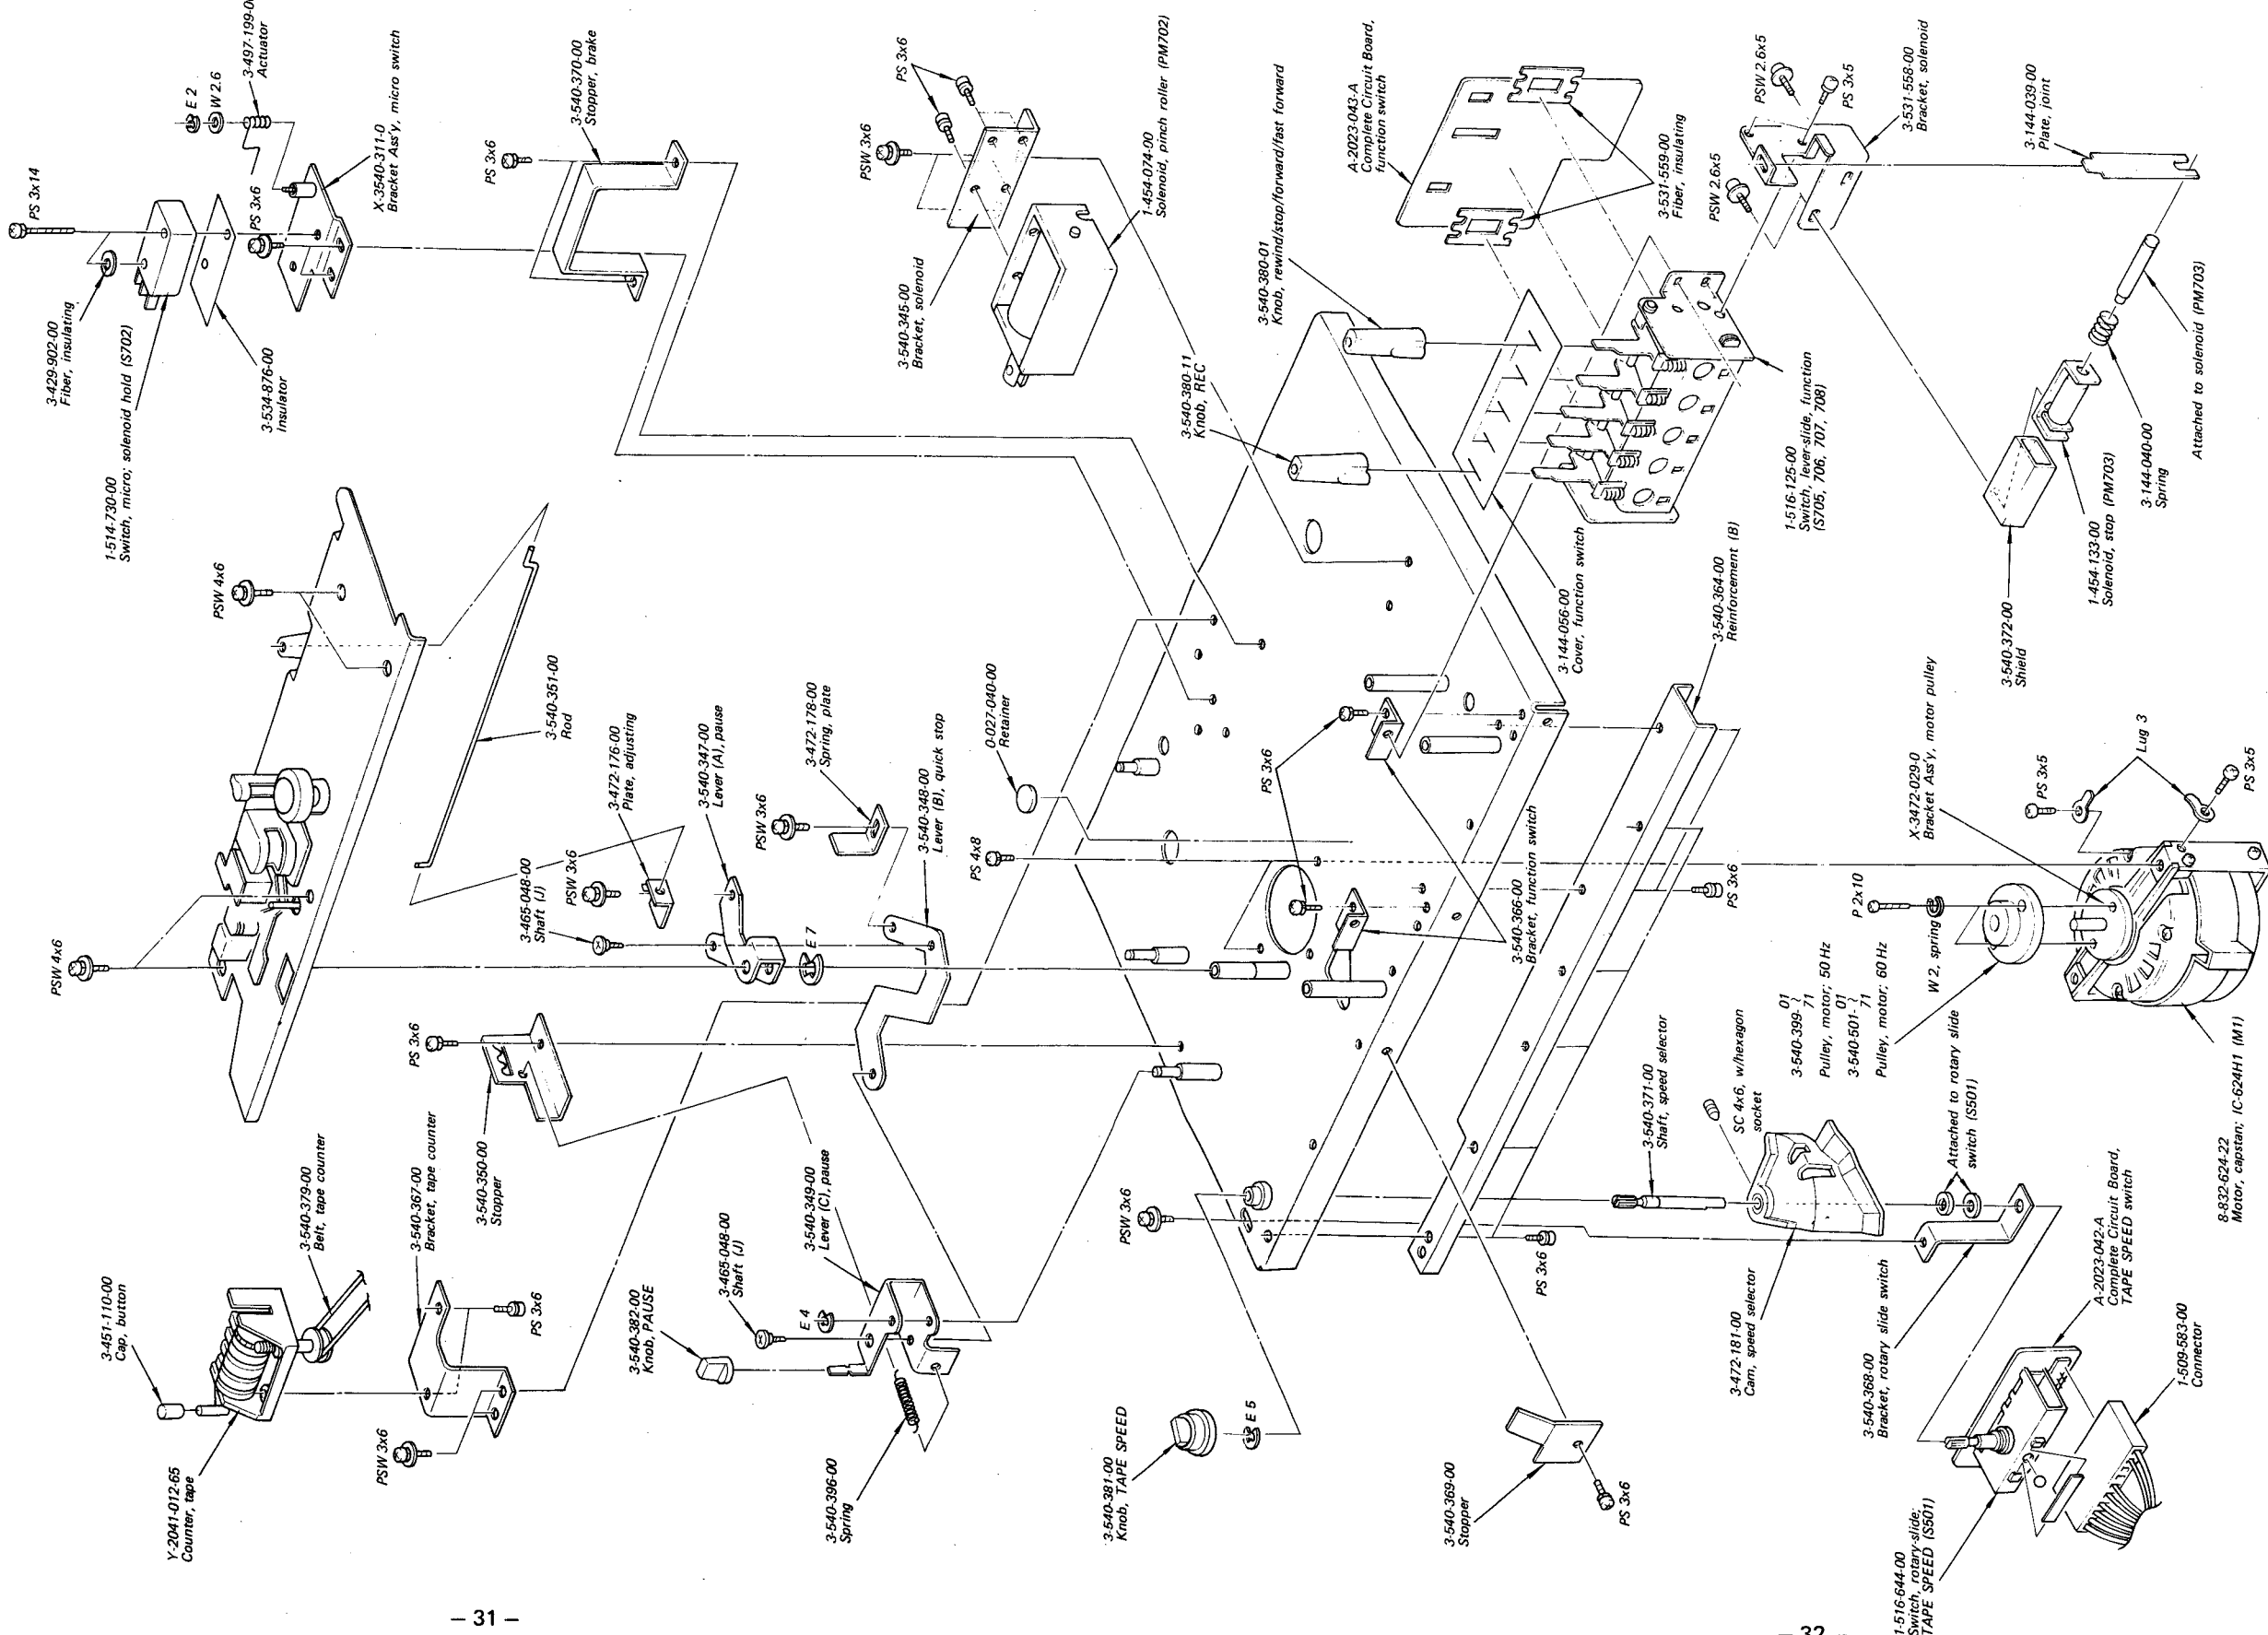 PS 3x14
3-429-902-00
Fiber, insulating
1-514-730-00
Switch, micro; solenoid hold (S702)
3-534-876-00
Insulator
E 2
W 2.6
3-497-199-0
Actuator
PS 3x6
X-3540-311-0
Bracket Ass'y, micro switch
PS 3x6
3-540-370-00
Stopper, brake
PSW 3x6
PS 3x6
3-540-345-00
Bracket, solenoid
1-454-074-00
Solenoid, pinch roller (PM702)
A-2023-043-A
Complete Circuit Board,
function switch
3-531-559-00
Fiber, insulating
PSW 2.6x5
PSW 2.6x5
PS 3x5
3-531-558-00
Bracket, solenoid
3-144-039-00
Plate, joint
3-540-380-01
Knob, rewind/stop/forward/fast forward
3-540-380-11
Knob, REC
1-516-125-00
Switch, lever-slide, function
(S705, 706, 707, 708)
3-144-056-00
Cover, function switch
Attached to solenoid (PM703)
3-144-040-00
Spring
1-454-133-00
Solenoid, stop (PM703)
3-540-372-00
Shield
PSW 4x6
PSW 4x6
3-540-351-00
Rod
3-472-176-00
Plate, adjusting
PSW 3x6
3-465-048-00
Shaft (J)
3-540-347-00
Lever (A), pause
E 7
PSW 3x6
3-472-178-00
Spring, plate
3-540-348-00
Lever (B), quick stop
0-027-040-00
Retainer
PS 4x8
PS 3x6
3-540-366-00
Bracket, function switch
3-540-364-00
Reinforcement (B)
PS 3x6
X-3472-029-0
Bracket Ass'y, motor pulley
PS 3x5
Lug 3
PS 3x5
P 2x10
W 2, spring
3-540-399- 01 ~ 71
Pulley, motor; 50 Hz
3-540-501- 01 ~ 71
Pulley, motor; 60 Hz
8-832-624-22
Motor, capstan; IC-624H1 (M1)
3-451-110-00
Cap, button
Y-2041-012-65
Counter, tape
3-540-379-00
Belt, tape counter
3-540-367-00
Bracket, tape counter
PS 3x6
PSW 3x6
PS 3x6
3-540-350-00
Stopper
3-540-349-00
Lever (C), pause
3-465-048-00
Shaft (J)
E 4
3-540-382-00
Knob, PAUSE
3-540-396-00
Spring
PSW 3x6
3-540-381-00
Knob, TAPE SPEED
E 5
3-540-369-00
Stopper
PS 3x6
PS 3x6
3-540-371-00
Shaft, speed selector
SC 4x6, w/hexagon
socket
Attached to rotary slide
switch (S501)
3-472-181-00
Cam, speed selector
3-540-368-00
Bracket, rotary slide switch
A-2023-042-A
Complete Circuit Board,
TAPE SPEED switch
1-509-583-00
Connector
1-516-644-00
Switch, rotary-slide;
TAPE SPEED (S501)
— 31 —
— 32 —